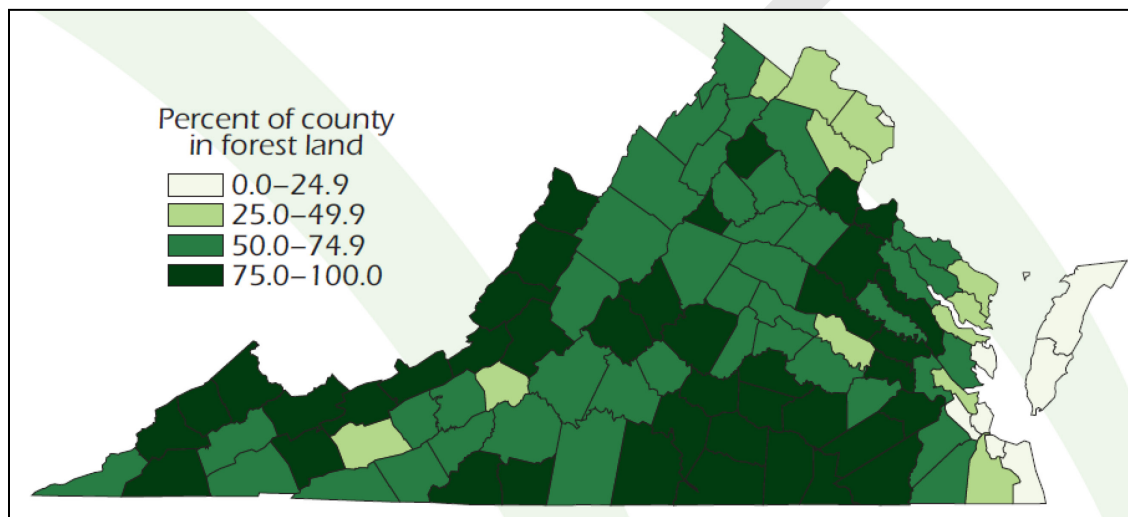 Percent of county
in forest land
0.0–24.9
25.0–49.9
50.0–74.9
75.0–100.0